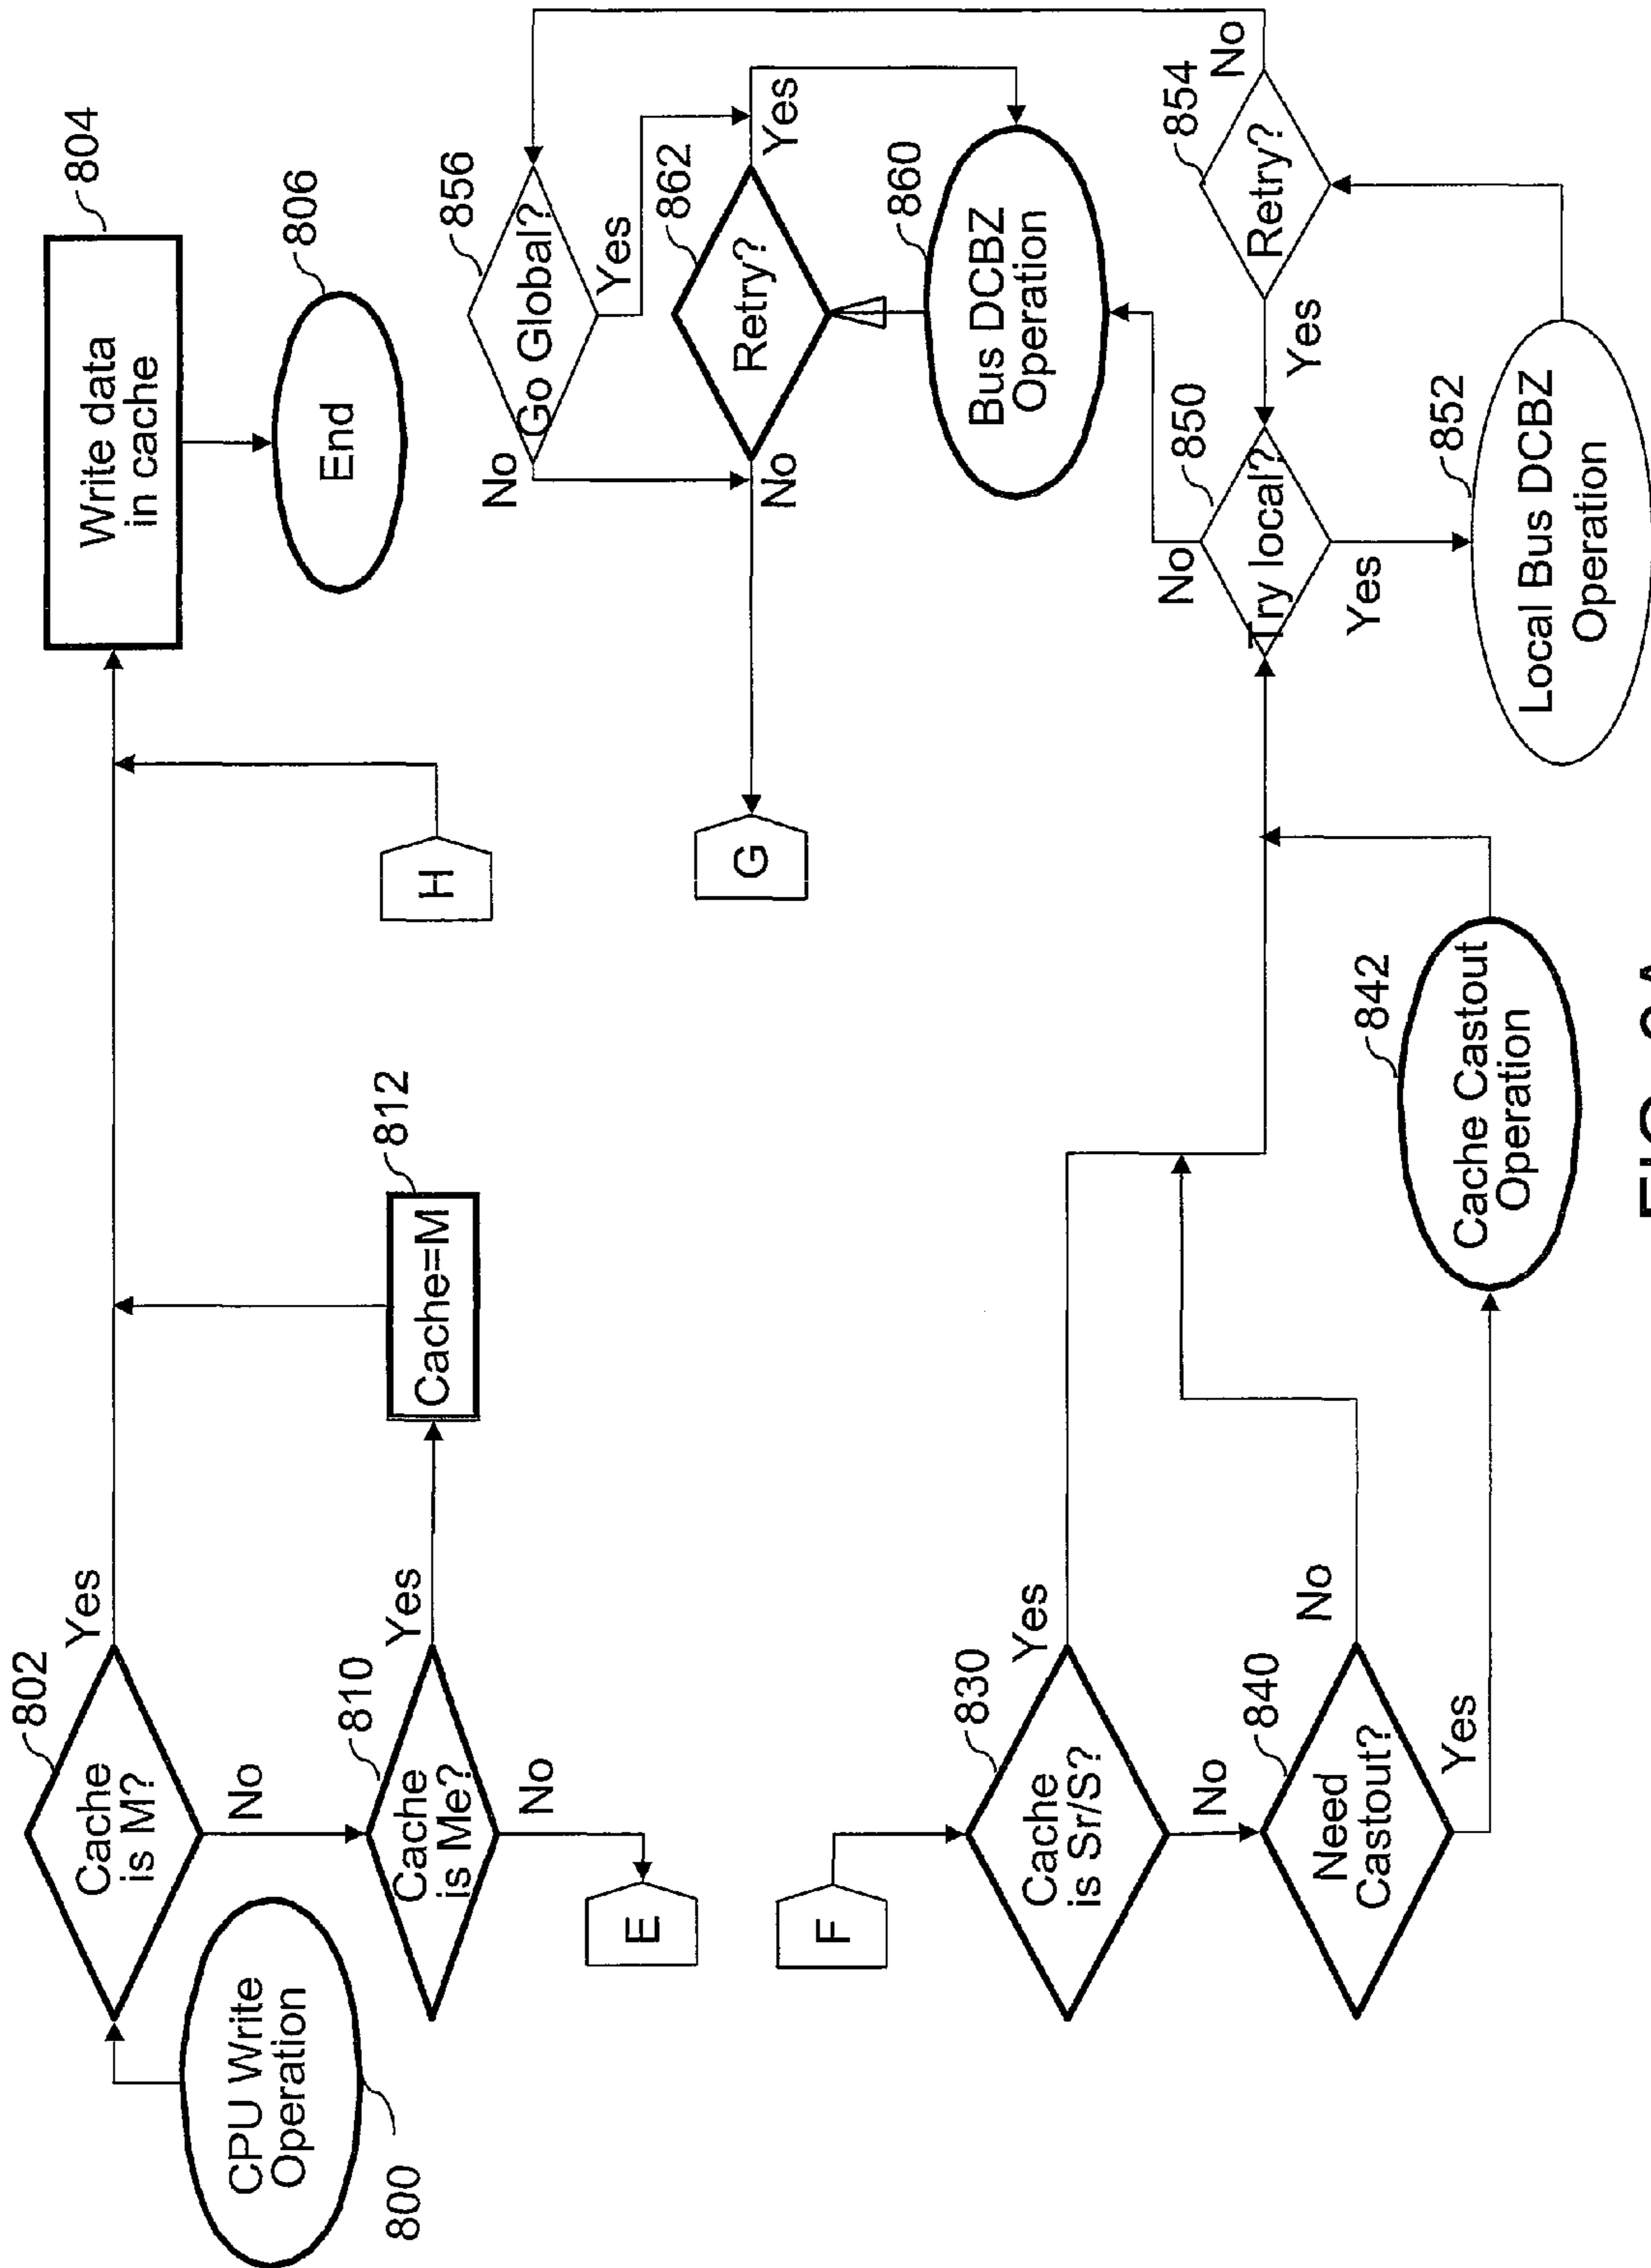 802
Yes
804
Cache
is M?
Write data
in cache
No
CPU Write
Operation
800
806
End
810
Yes
812
Cache
is Me?
Cache=M
No
H
E
856
No
Go Global?
Yes
862
G
No
Retry?
Yes
F
860
Bus DCBZ
Operation
830
Yes
Cache
is Sr/S?
No
No
850
854
No
Try local?
Yes
Retry?
Yes
840
No
Need
Castout?
Yes
842
Cache Castout
Operation
852
Local Bus DCBZ
Operation